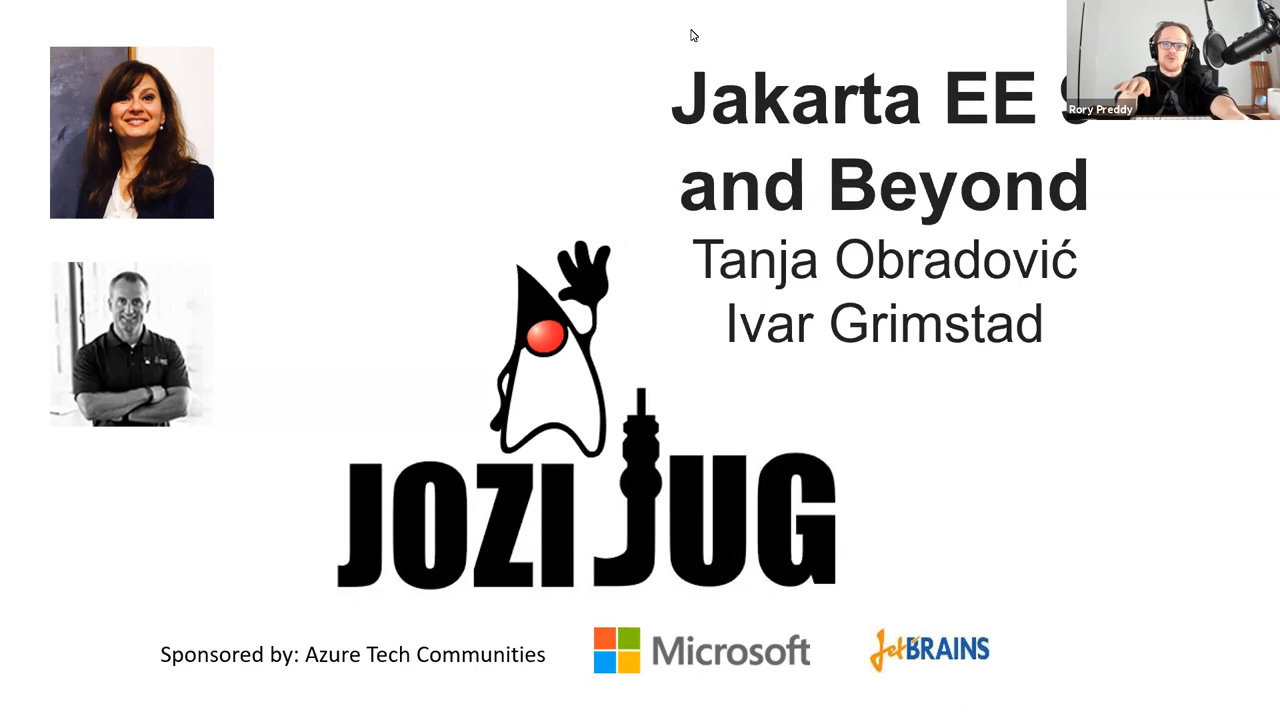 Jakarta EE
and Beyond
Tanja Obradović
Ivar Grimstad
Rory Preddy
JOZI JUG
Sponsored by: Azure Tech Communities
Microsoft
JetBRAINS